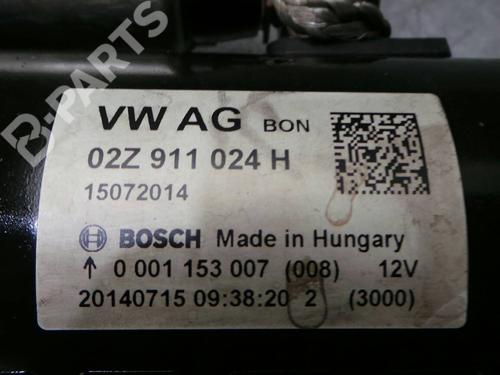 B-PARTS
VW AG BON
02Z 911 024 H
15072014
BOSCH Made in Hungary
↑ 0 001 153 007 (008) 12V
20140715 09:38:20 2 (3000)